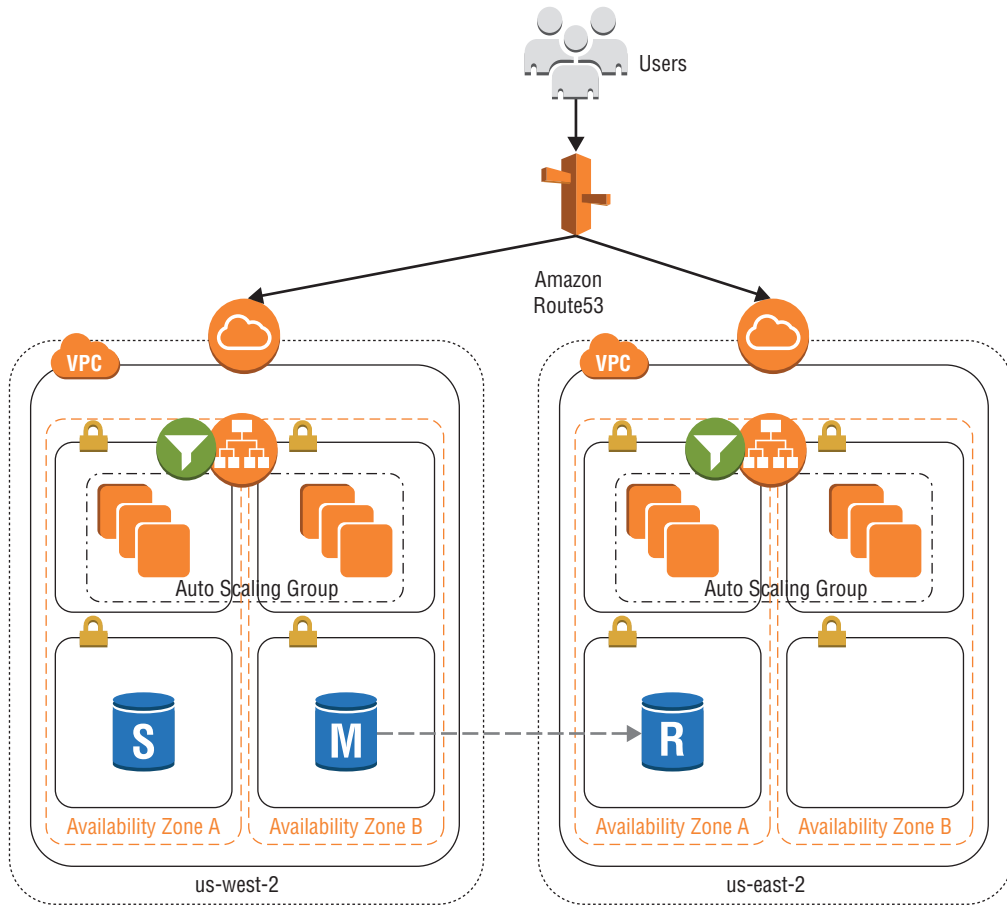 Users
Amazon
Route53
VPC
VPC
Auto Scaling Group
Auto Scaling Group
S
M
R
Availability Zone A
Availability Zone B
Availability Zone A
Availability Zone B
us-west-2
us-east-2